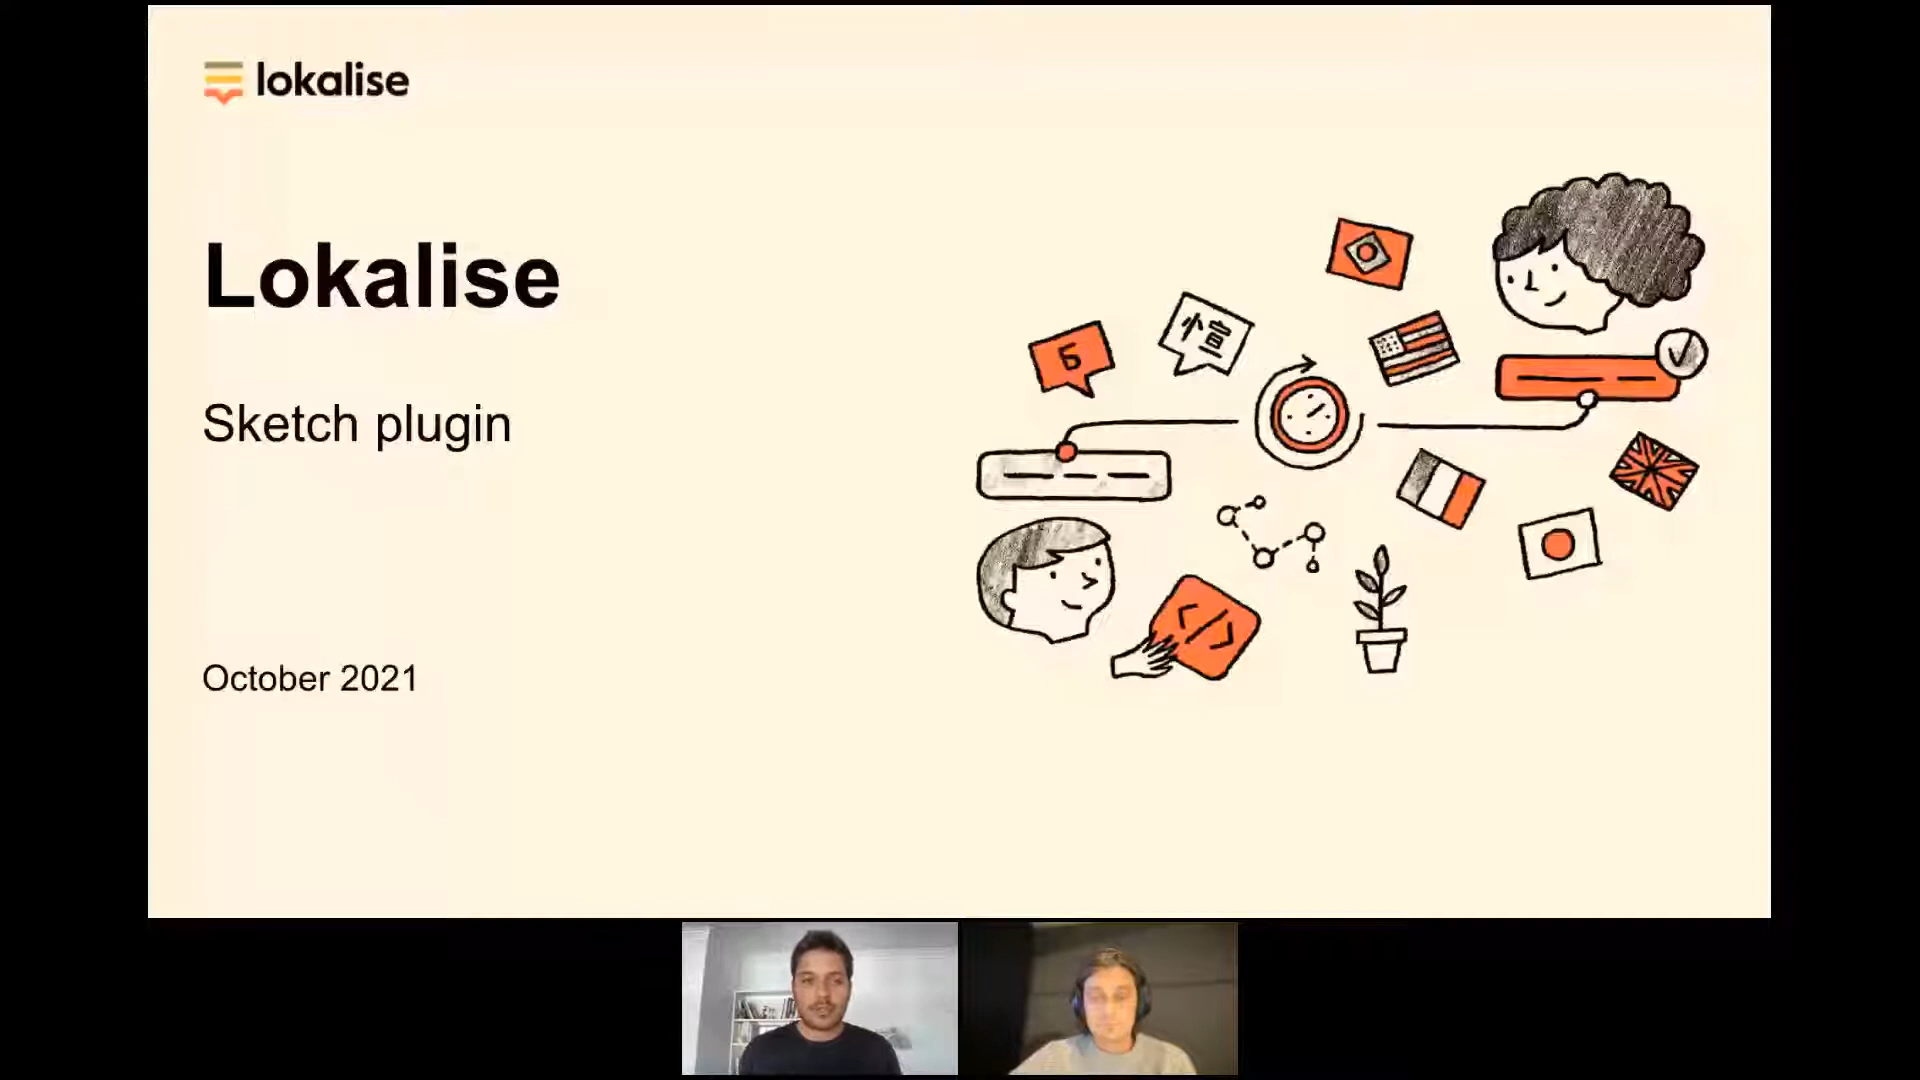 lokalise
Lokalise
Sketch plugin
October 2021
Б